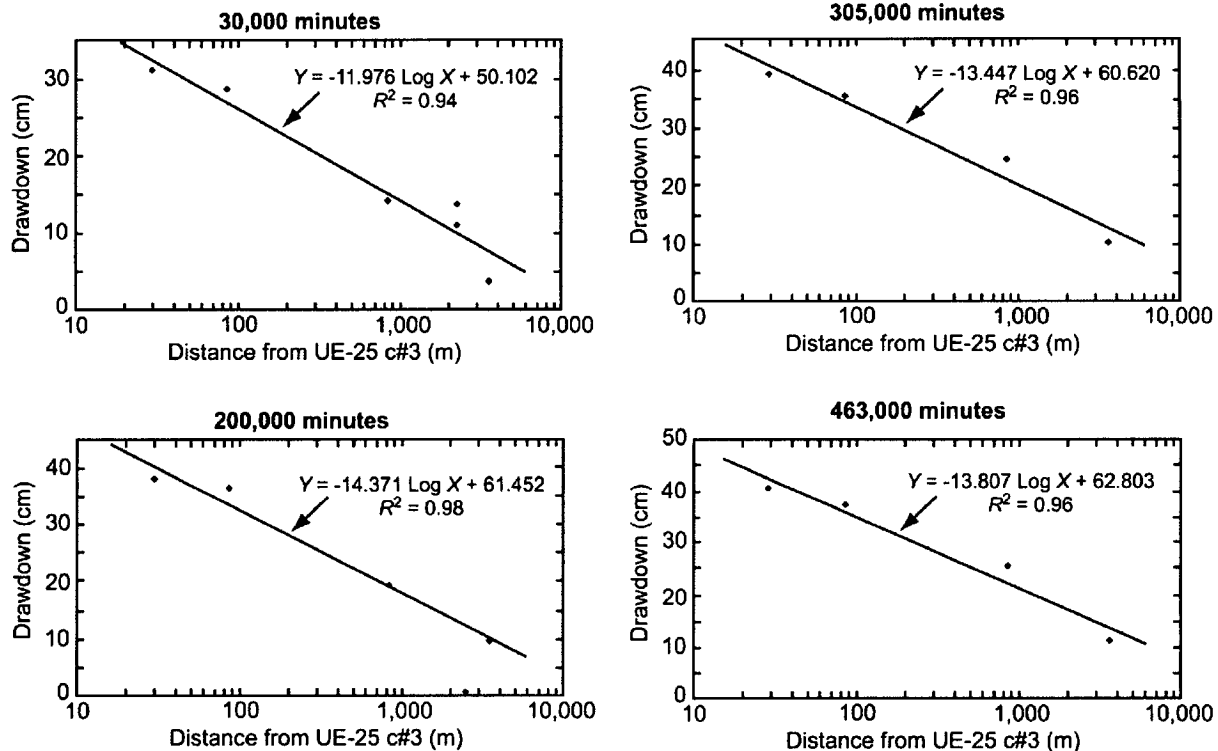 30,000 minutes
Y = -11.976 Log X + 50.102
R² = 0.94
Drawdown (cm)
30
20
10
0
10
100
1,000
10,000
Distance from UE-25 c#3 (m)
305,000 minutes
Y = -13.447 Log X + 60.620
R² = 0.96
Drawdown (cm)
40
30
20
10
0
10
100
1,000
10,000
Distance from UE-25 c#3 (m)
200,000 minutes
Y = -14.371 Log X + 61.452
R² = 0.98
Drawdown (cm)
40
30
20
10
0
10
100
1,000
10,000
Distance from UE-25 c#3 (m)
463,000 minutes
Y = -13.807 Log X + 62.803
R² = 0.96
Drawdown (cm)
50
40
30
20
10
0
10
100
1,000
10,000
Distance from UE-25 c#3 (m)